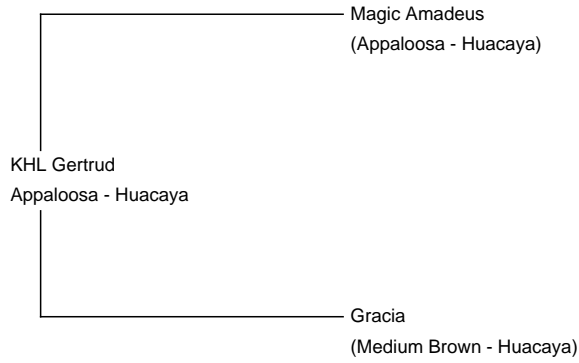 Magic Amadeus
(Appaloosa - Huacaya)
KHL Gertrud
Appaloosa - Huacaya
Gracia
(Medium Brown - Huacaya)